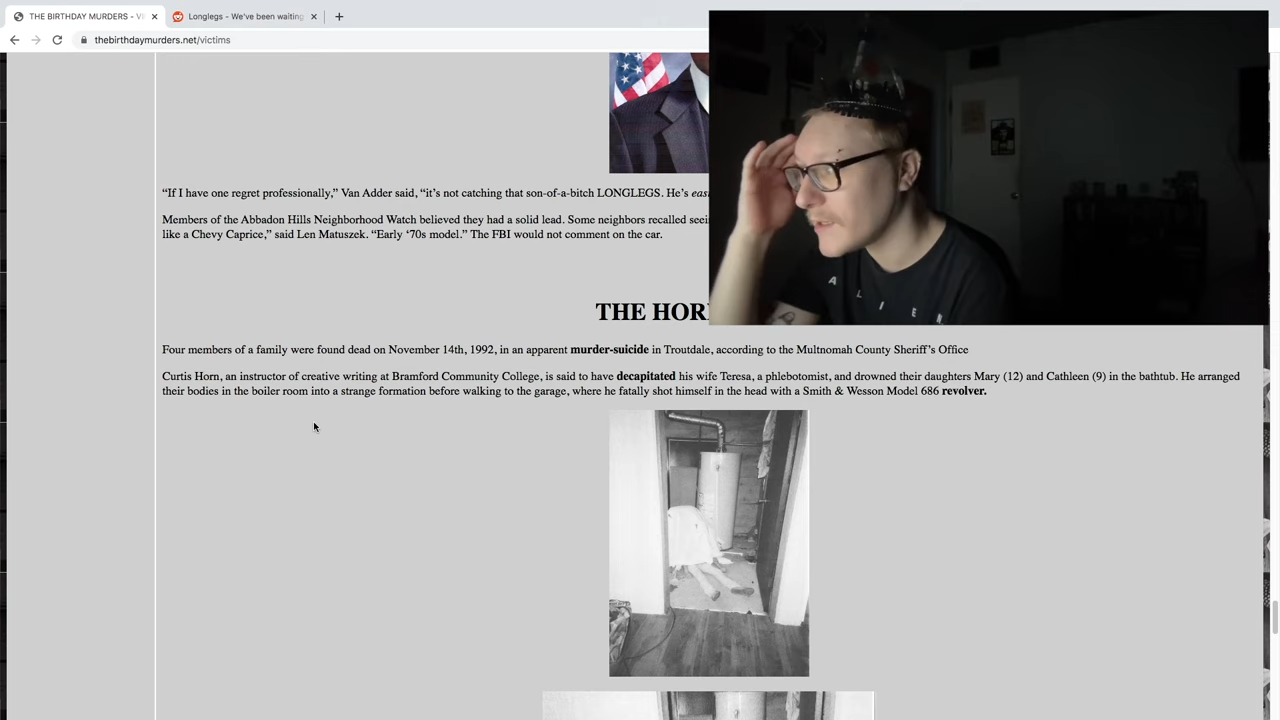 THE BIRTHDAY MURDERS - VI
Longlegs - We've been waiting
thebirthdaymurders.net/victims
“If I have one regret professionally,” Van Adder said, “it’s not catching that son-of-a-bitch LONGLEGS. He’s
Members of the Abbadon Hills Neighborhood Watch believed they had a solid lead. Some neighbors recalled
like a Chevy Caprice,” said Len Matuszek. “Early ‘70s model.” The FBI would not comment on the car.
THE
Four members of a family were found dead on November 14th, 1992, in an apparent murder-suicide in Troutdale, according to the Multnomah County Sheriff’s Office
Curtis Horn, an instructor of creative writing at Bramford Community College, is said to have decapitated his wife Teresa, a phlebotomist, and drowned their daughters Mary (12) and Cathleen (9) in the bathtub. He arranged
their bodies in the boiler room into a strange formation before walking to the garage, where he fatally shot himself in the head with a Smith & Wesson Model 686 revolver.
A L I E N